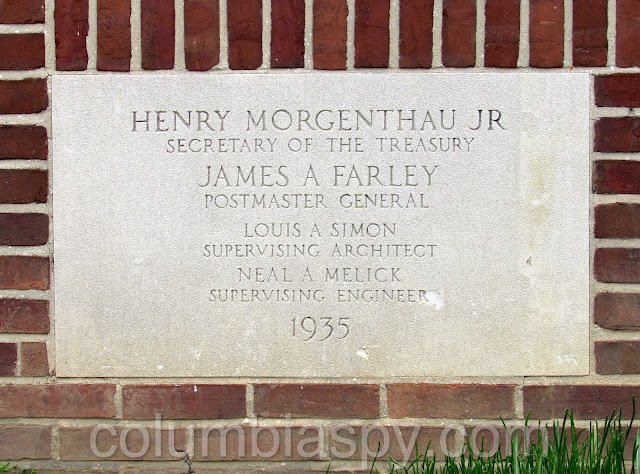 HENRY MORGENTHAU JR
SECRETARY OF THE TREASURY
JAMES A FARLEY
POSTMASTER GENERAL
LOUIS A SIMON
SUPERVISING ARCHITECT
NEAL A MELICK
SUPERVISING ENGINEER
1935
columbiaspy.com